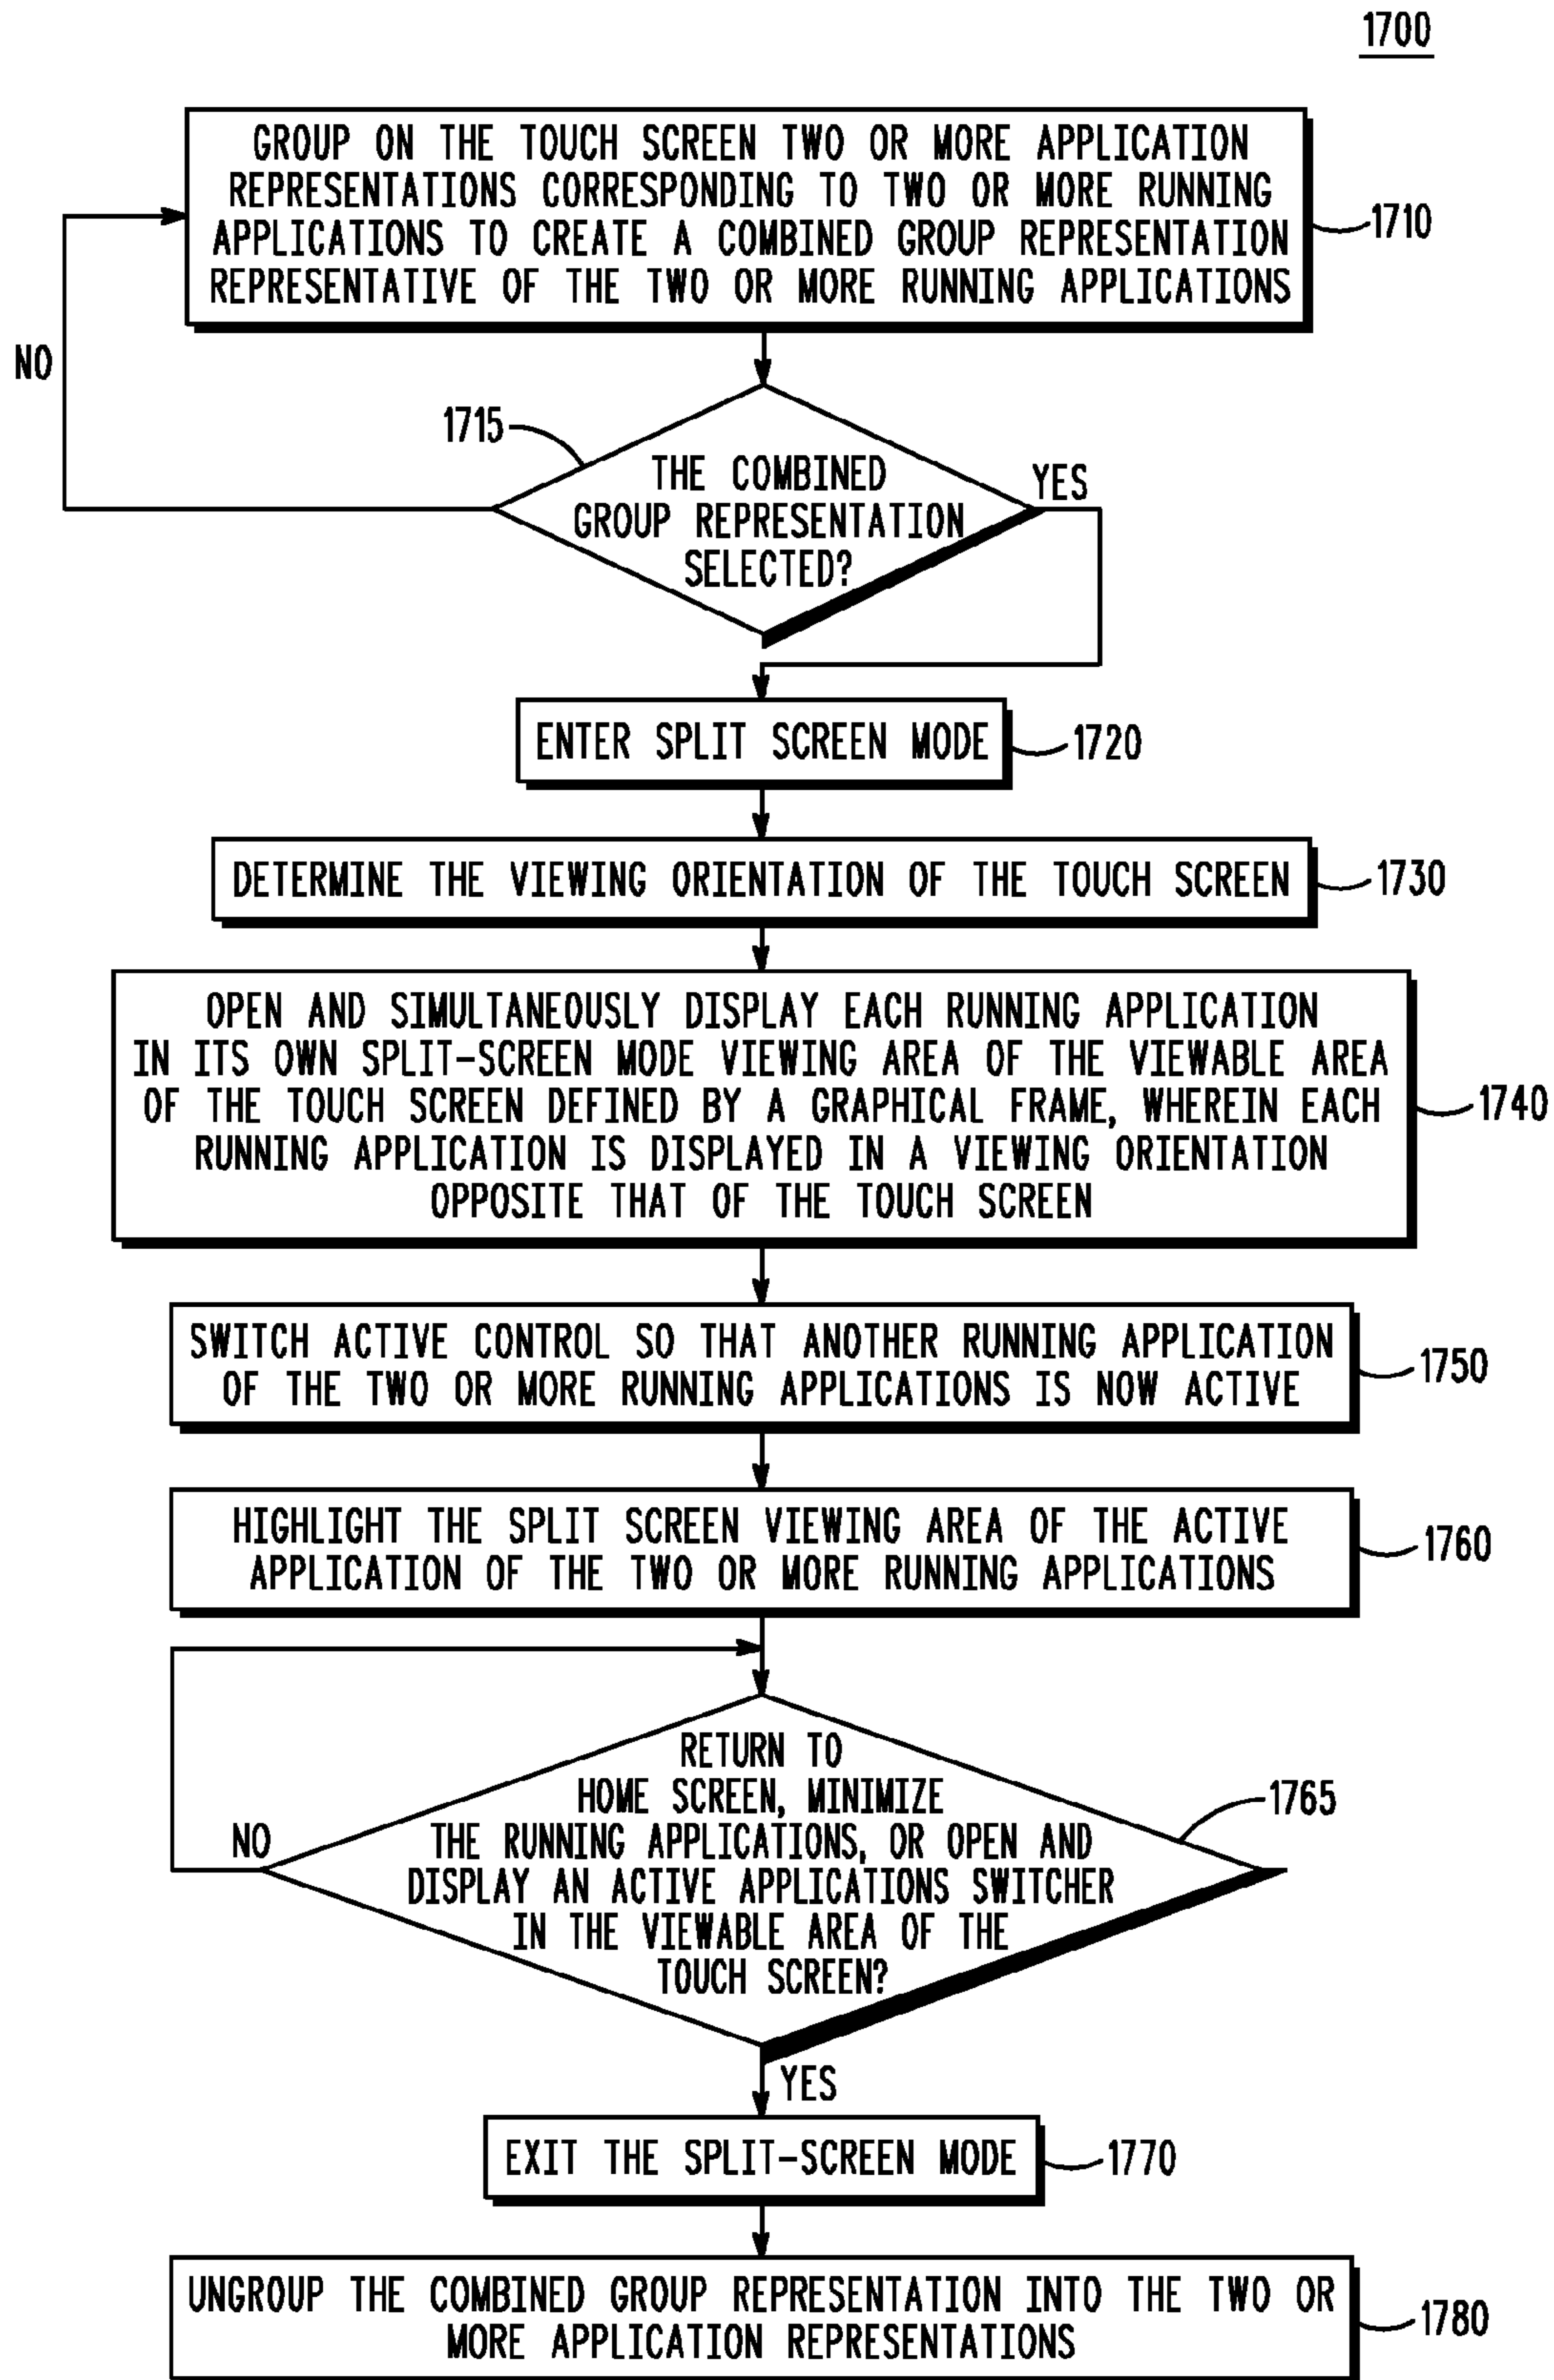 1700
GROUP ON THE TOUCH SCREEN TWO OR MORE APPLICATION
REPRESENTATIONS CORRESPONDING TO TWO OR MORE RUNNING
APPLICATIONS TO CREATE A COMBINED GROUP REPRESENTATION
REPRESENTATIVE OF THE TWO OR MORE RUNNING APPLICATIONS
1710
NO
1715
THE COMBINED
GROUP REPRESENTATION
SELECTED?
YES
ENTER SPLIT SCREEN MODE
1720
DETERMINE THE VIEWING ORIENTATION OF THE TOUCH SCREEN
1730
OPEN AND SIMULTANEOUSLY DISPLAY EACH RUNNING APPLICATION
IN ITS OWN SPLIT-SCREEN MODE VIEWING AREA OF THE VIEWABLE AREA
OF THE TOUCH SCREEN DEFINED BY A GRAPHICAL FRAME, WHEREIN EACH
RUNNING APPLICATION IS DISPLAYED IN A VIEWING ORIENTATION
OPPOSITE THAT OF THE TOUCH SCREEN
1740
SWITCH ACTIVE CONTROL SO THAT ANOTHER RUNNING APPLICATION
OF THE TWO OR MORE RUNNING APPLICATIONS IS NOW ACTIVE
1750
HIGHLIGHT THE SPLIT SCREEN VIEWING AREA OF THE ACTIVE
APPLICATION OF THE TWO OR MORE RUNNING APPLICATIONS
1760
RETURN TO
HOME SCREEN, MINIMIZE
THE RUNNING APPLICATIONS, OR OPEN AND
DISPLAY AN ACTIVE APPLICATIONS SWITCHER
IN THE VIEWABLE AREA OF THE
TOUCH SCREEN?
1765
NO
YES
EXIT THE SPLIT-SCREEN MODE
1770
UNGROUP THE COMBINED GROUP REPRESENTATION INTO THE TWO OR
MORE APPLICATION REPRESENTATIONS
1780